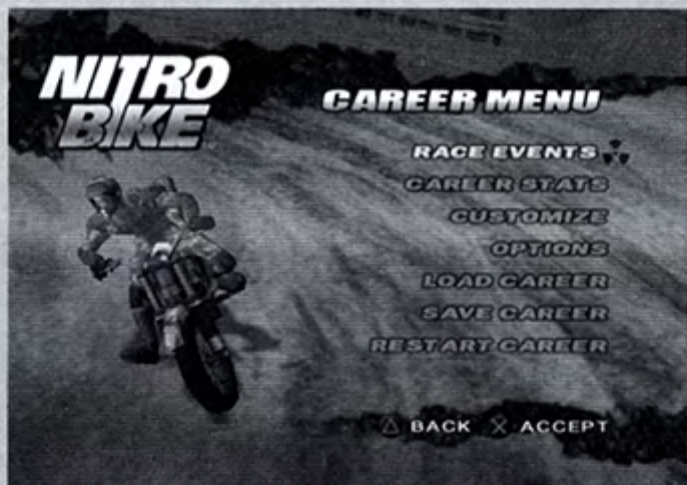 NITRO
BIKE
CAREER MENU
RACE EVENTS
CAREER STATS
CUSTOMIZE
OPTIONS
LOAD CAREER
SAVE CAREER
RESTART CAREER
BACK ACCEPT